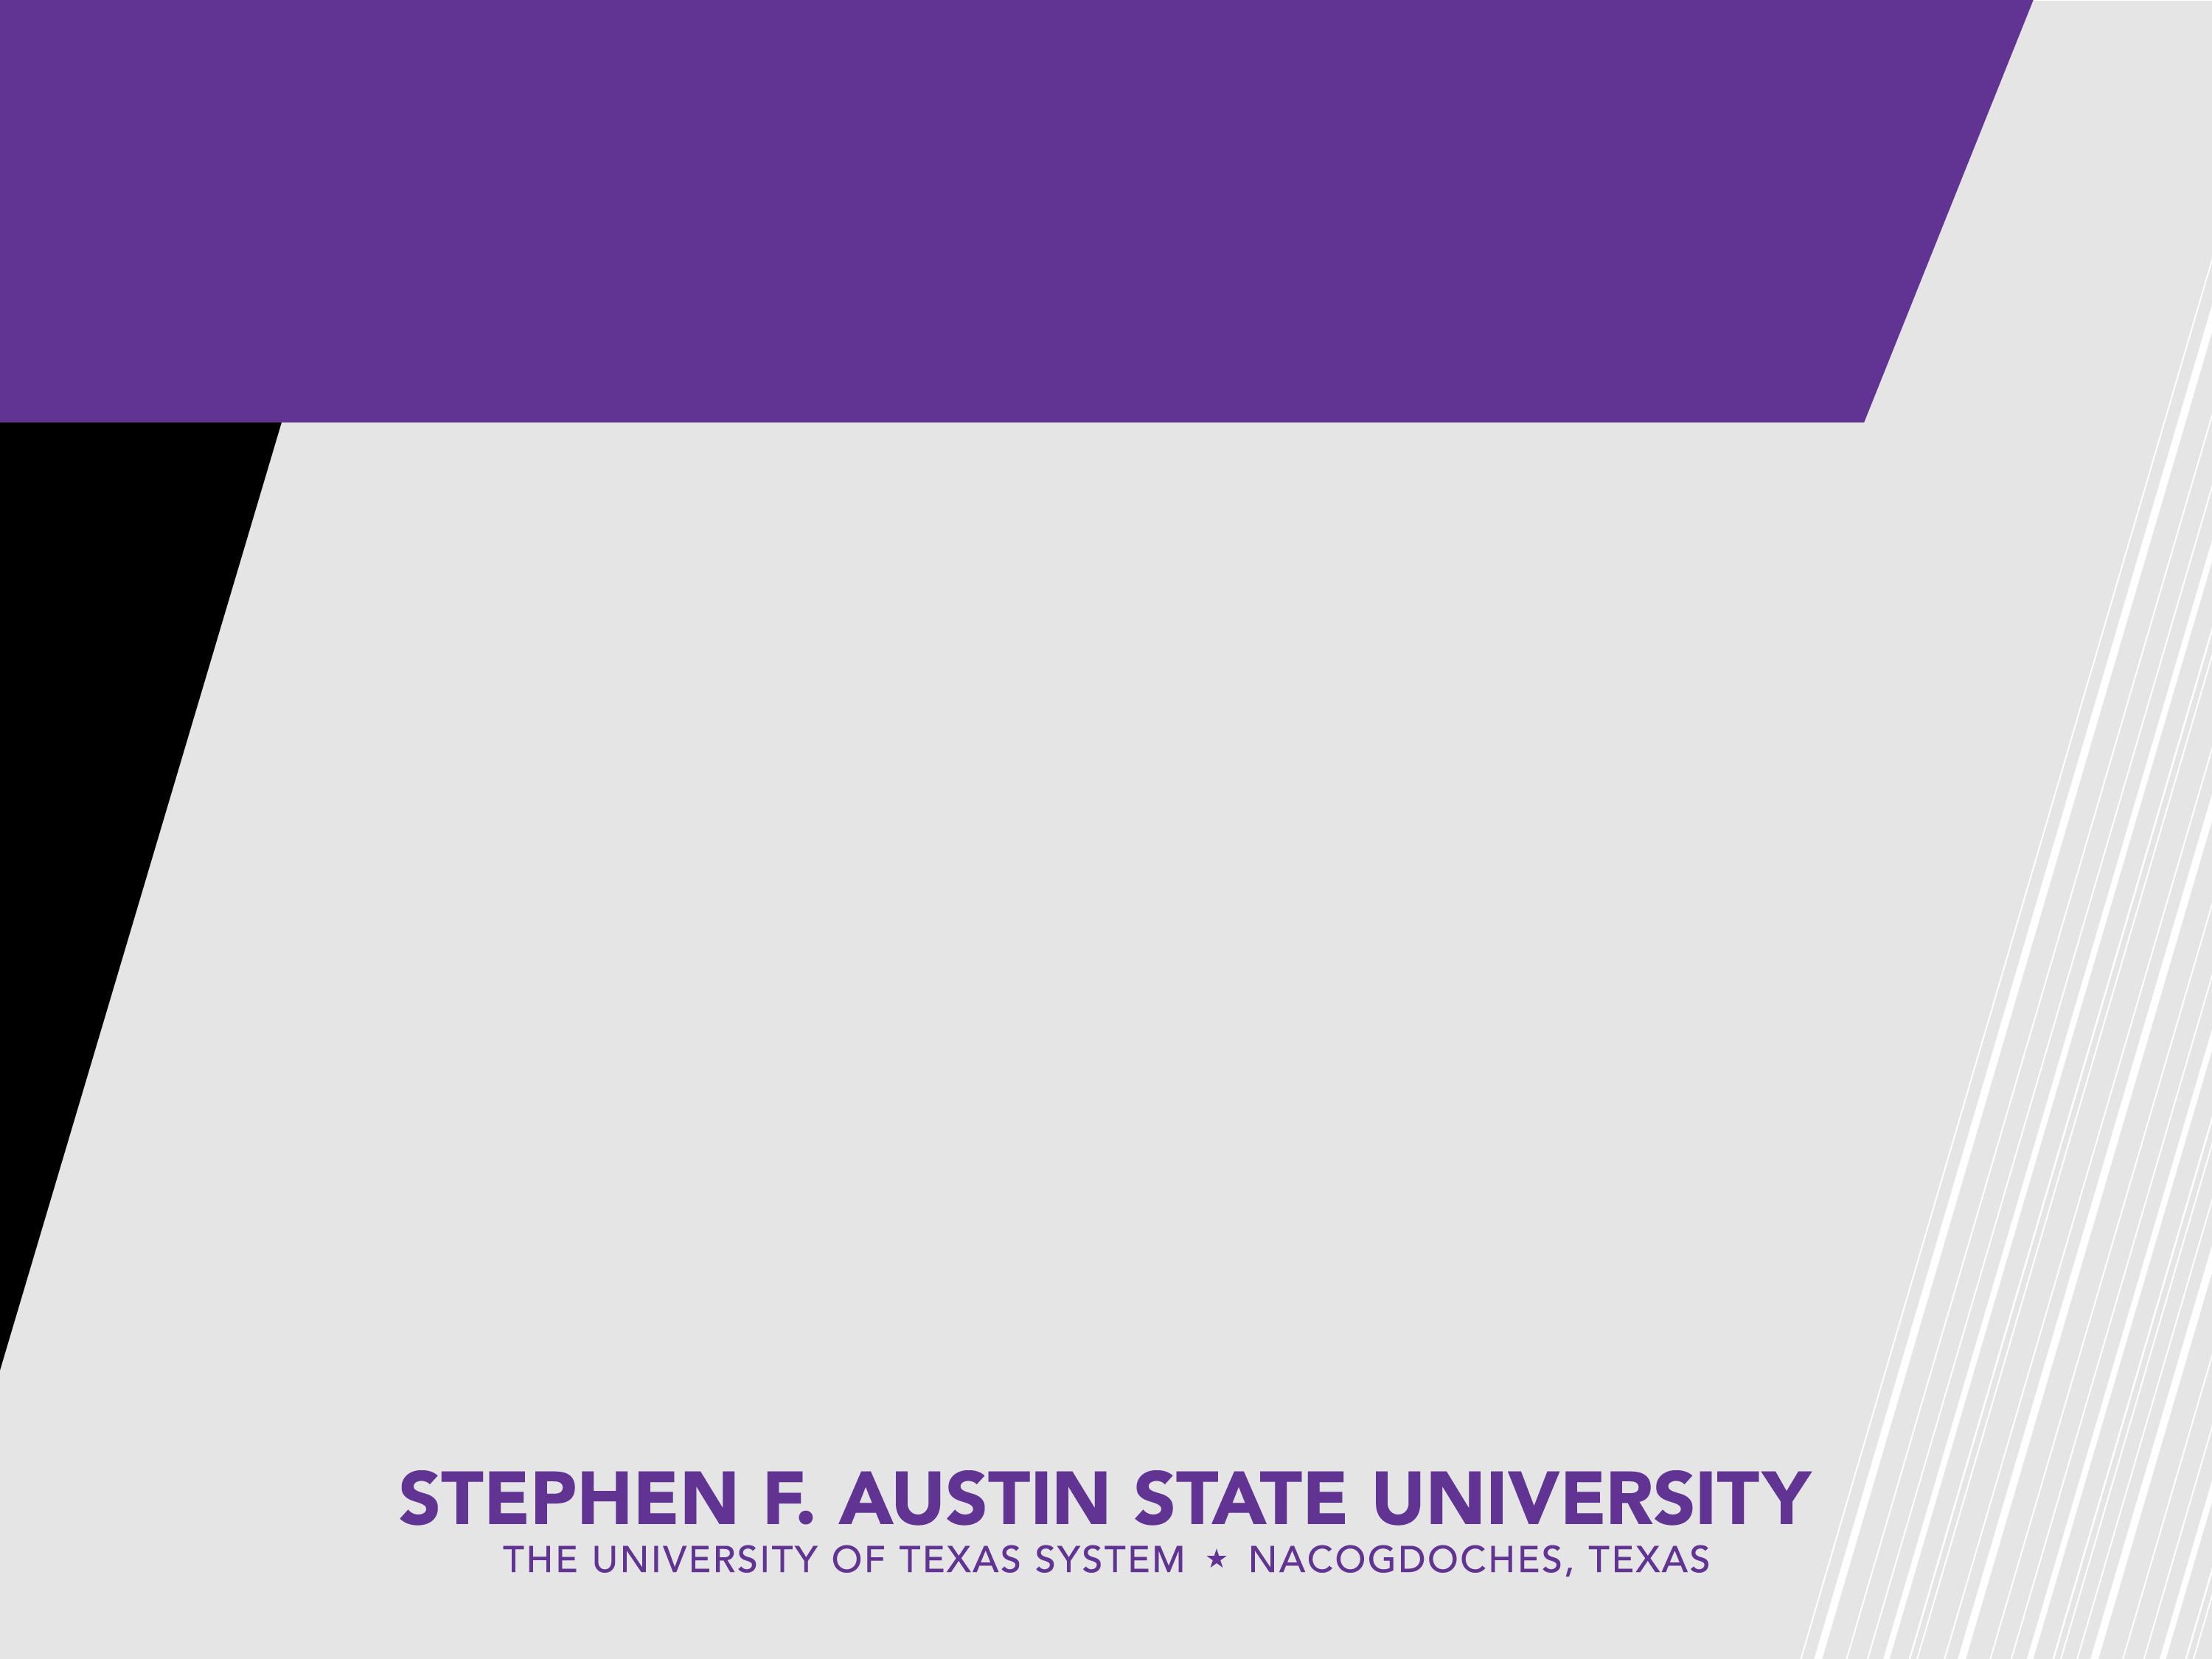 STEPHEN F. AUSTIN STATE UNIVERSITY
THE UNIVERSITY OF TEXAS SYSTEM ★ NACOGDOCHES, TEXAS